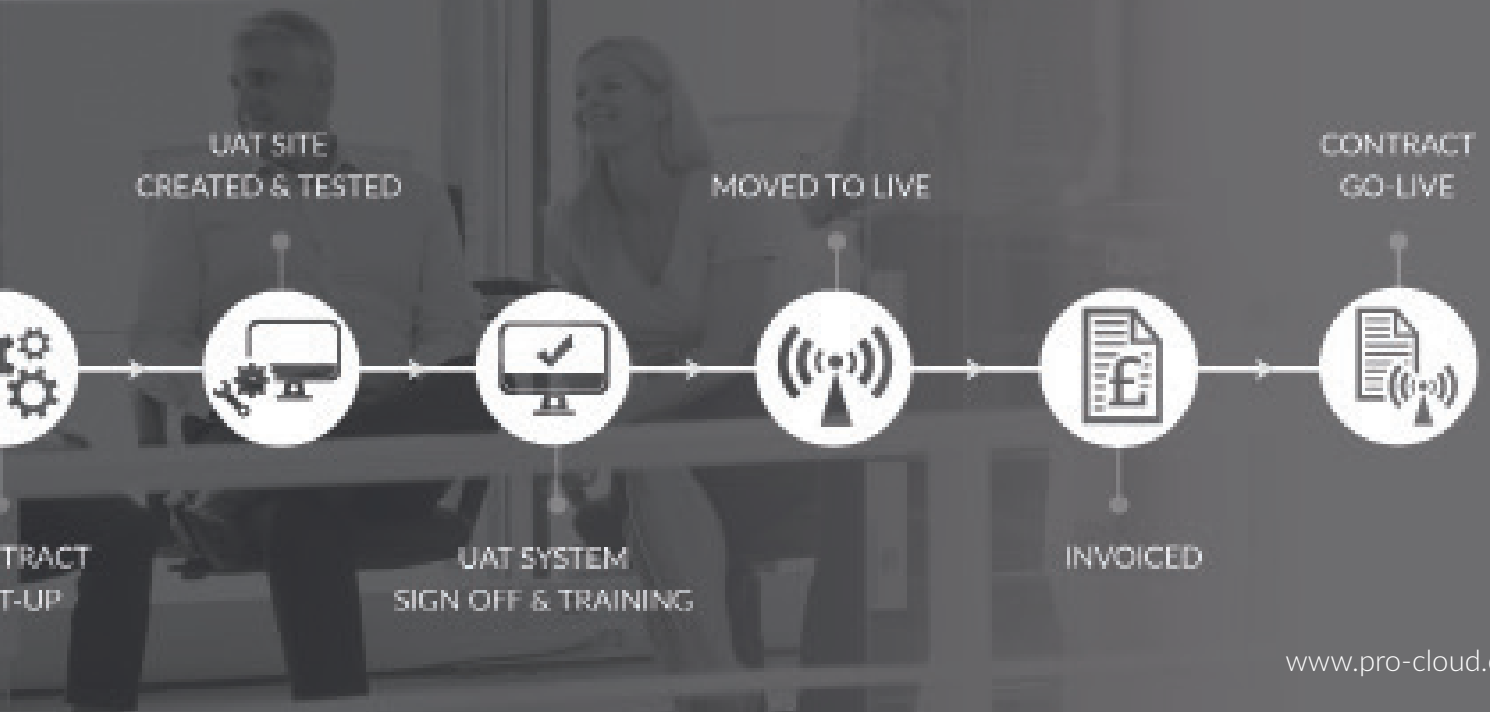 UAT SITE
CREATED & TESTED
MOVED TO LIVE
CONTRACT
GO-LIVE
£
TRACT
T-UP
UAT SYSTEM
SIGN OFF & TRAINING
INVOICED
www.pro-cloud.